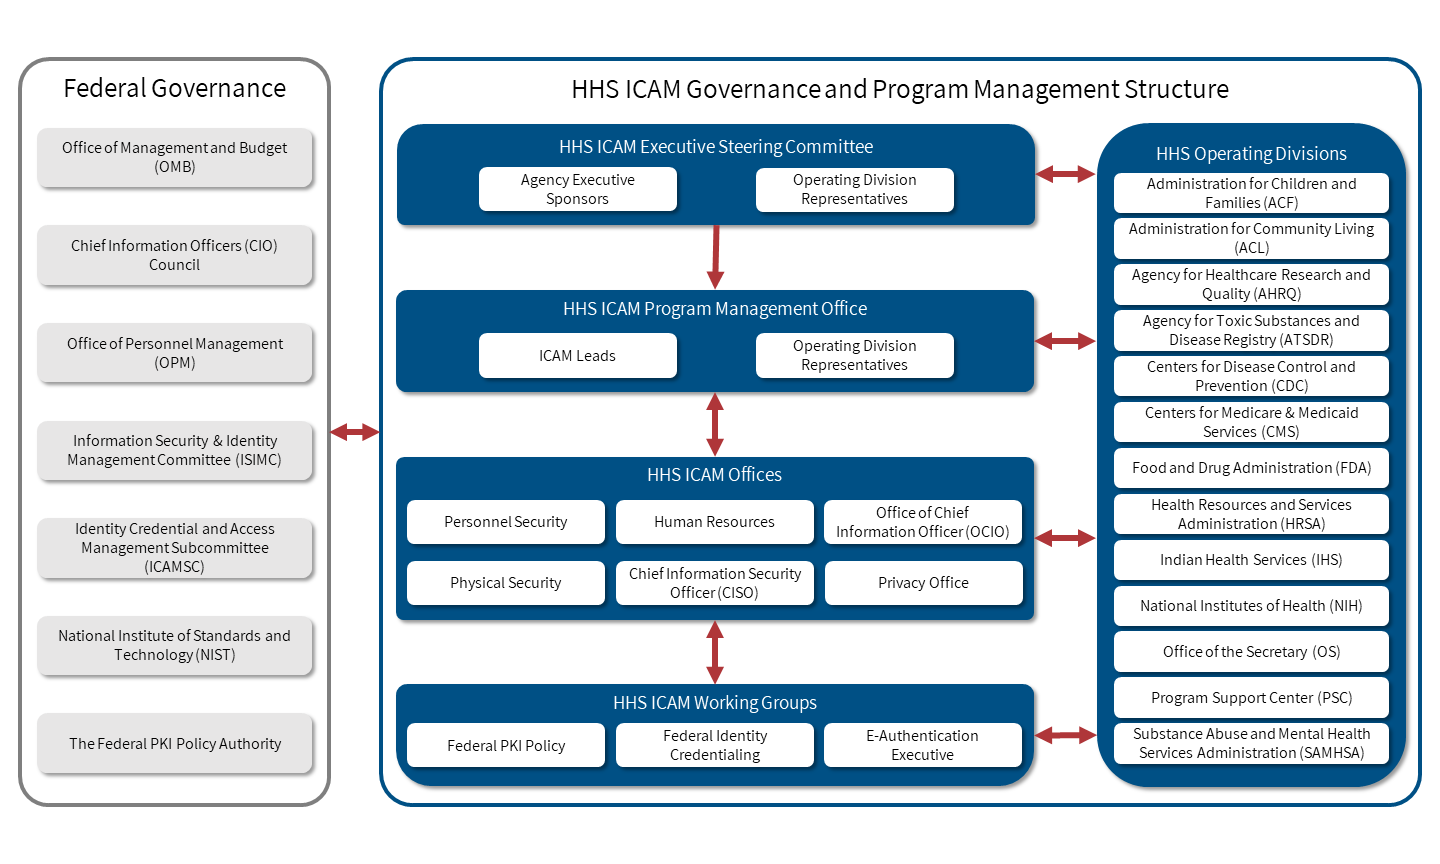 Federal Governance
Office of Management and Budget
(OMB)
Chief Information Officers (CIO)
Council
Office of Personnel Management
(OPM)
Information Security & Identity
Management Committee (ISIMC)
Identity Credential and Access
Management Subcommittee
(ICAMSC)
National Institute of Standards and
Technology (NIST)
The Federal PKI Policy Authority
HHS ICAM Governance and Program Management Structure
HHS ICAM Executive Steering Committee
Agency Executive
Sponsors
Operating Division
Representatives
HHS ICAM Program Management Office
ICAM Leads
Operating Division
Representatives
HHS ICAM Offices
Personnel Security
Human Resources
Office of Chief
Information Officer (OCIO)
Physical Security
Chief Information Security
Officer (CISO)
Privacy Office
HHS ICAM Working Groups
Federal PKI Policy
Federal Identity
Credentialing
E-Authentication
Executive
HHS Operating Divisions
Administration for Children and
Families (ACF)
Administration for Community Living
(ACL)
Agency for Healthcare Research and
Quality (AHRQ)
Agency for Toxic Substances and
Disease Registry (ATSDR)
Centers for Disease Control and
Prevention (CDC)
Centers for Medicare & Medicaid
Services (CMS)
Food and Drug Administration (FDA)
Health Resources and Services
Administration (HRSA)
Indian Health Services (IHS)
National Institutes of Health (NIH)
Office of the Secretary (OS)
Program Support Center (PSC)
Substance Abuse and Mental Health
Services Administration (SAMHSA)